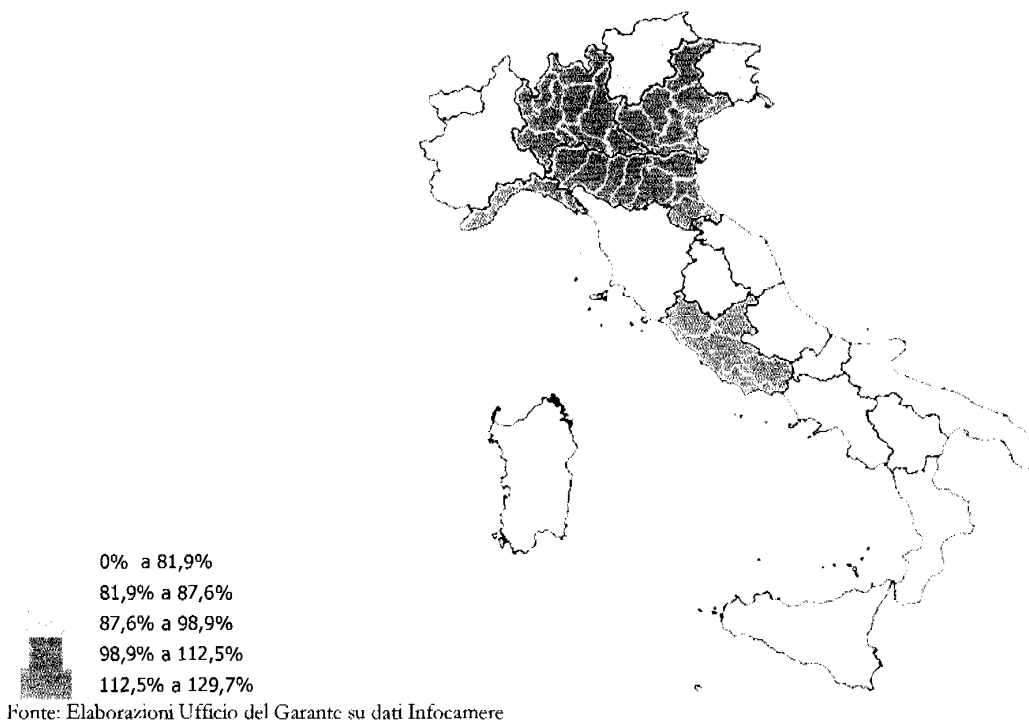 0% a 81,9%
81,9% a 87,6%
87,6% a 98,9%
98,9% a 112,5%
112,5% a 129,7%
Fonte: Elaborazioni Ufficio del Garante su dati Infocamere